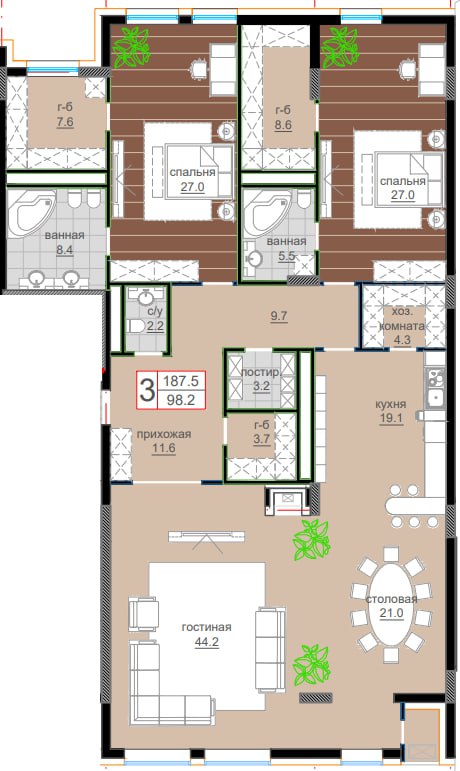 г-б
7.6
г-б
8.6
спальня
27.0
спальня
27.0
ванная
8.4
ванная
5.5
с/у
2.2
9.7
хоз.
комната
4.3
3
187.5
98.2
постир.
3.2
кухня
19.1
прихожая
11.6
г-б
3.7
гостиная
44.2
столовая
21.0